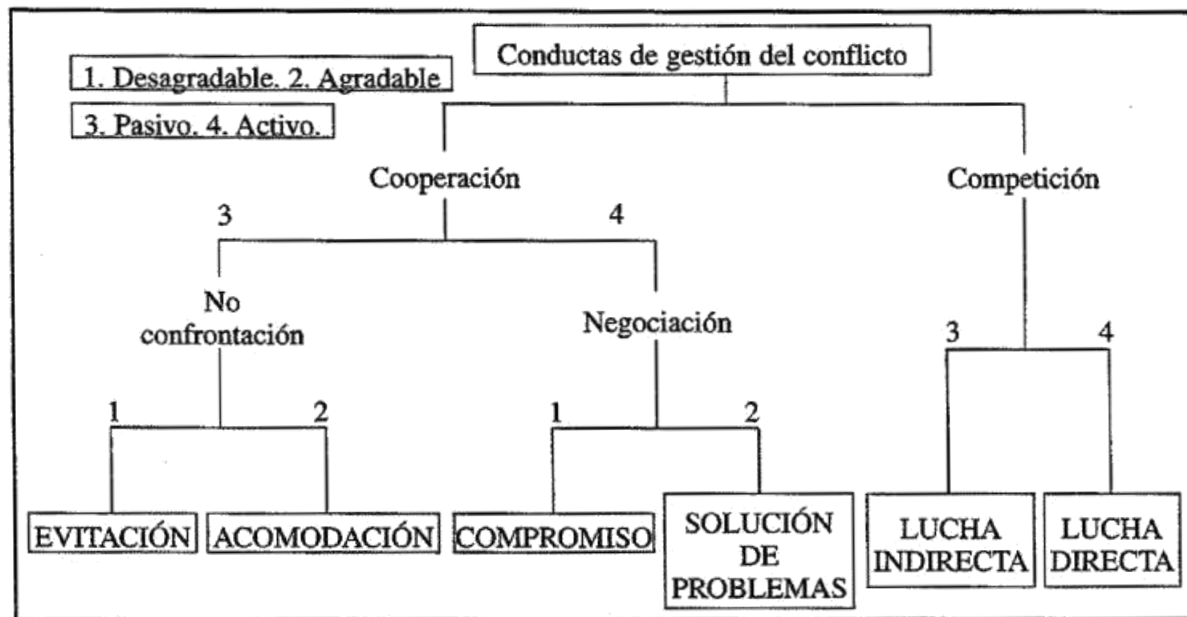 Conductas de gestión del conflicto
1. Desagradable. 2. Agradable
3. Pasivo. 4. Activo.
Cooperación
Competición
3
4
No
confrontación
Negociación
3
4
1
2
1
2
EVITACIÓN
ACOMODACIÓN
COMPROMISO
SOLUCIÓN
DE
PROBLEMAS
LUCHA
INDIRECTA
LUCHA
DIRECTA